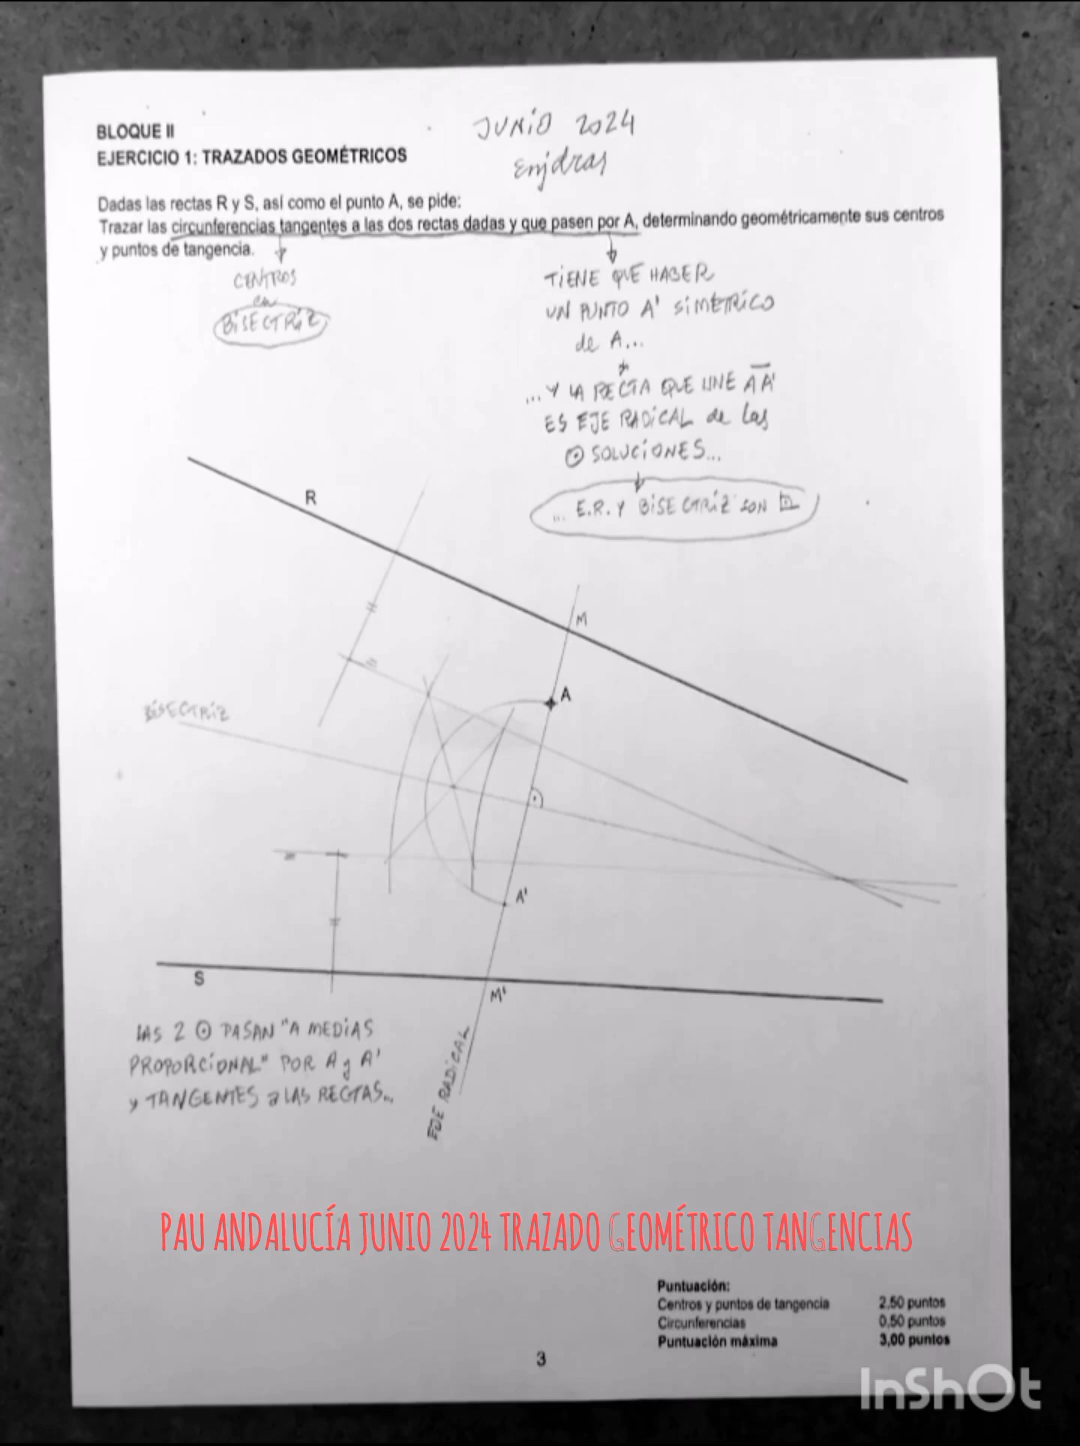 BLOQUE II
JUNIO 2024
EJERCICIO 1: TRAZADOS GEOMÉTRICOS
Dadas las rectas R y S, así como el punto A, se pide:
Trazar las circunferencias tangentes a las dos rectas dadas y que pasen por A, determinando geométricamente sus centros
y puntos de tangencia.
CENTROS
en
BISECTRIZ
TIENE QUE HABER
UN PUNTO A' SIMÉTRICO
de A...
...Y LA RECTA QUE UNE AA'
ES EJE RADICAL de las
SOLUCIONES...
... E.R. Y BISECTRIZ SON
R
M
A
BISECTRIZ
A'
S
M'
LAS 2 PASAN "A MEDIAS
PROPORCIONAL" POR A y A'
y TANGENTES a LAS RECTAS...
EJE RADICAL
PAU ANDALUCÍA JUNIO 2024 TRAZADO GEOMÉTRICO TANGENCIAS
Puntuación:
Centros y puntos de tangencia 2,50 puntos
Circunferencias 0,50 puntos
Puntuación máxima 3,00 puntos
3
InShOt